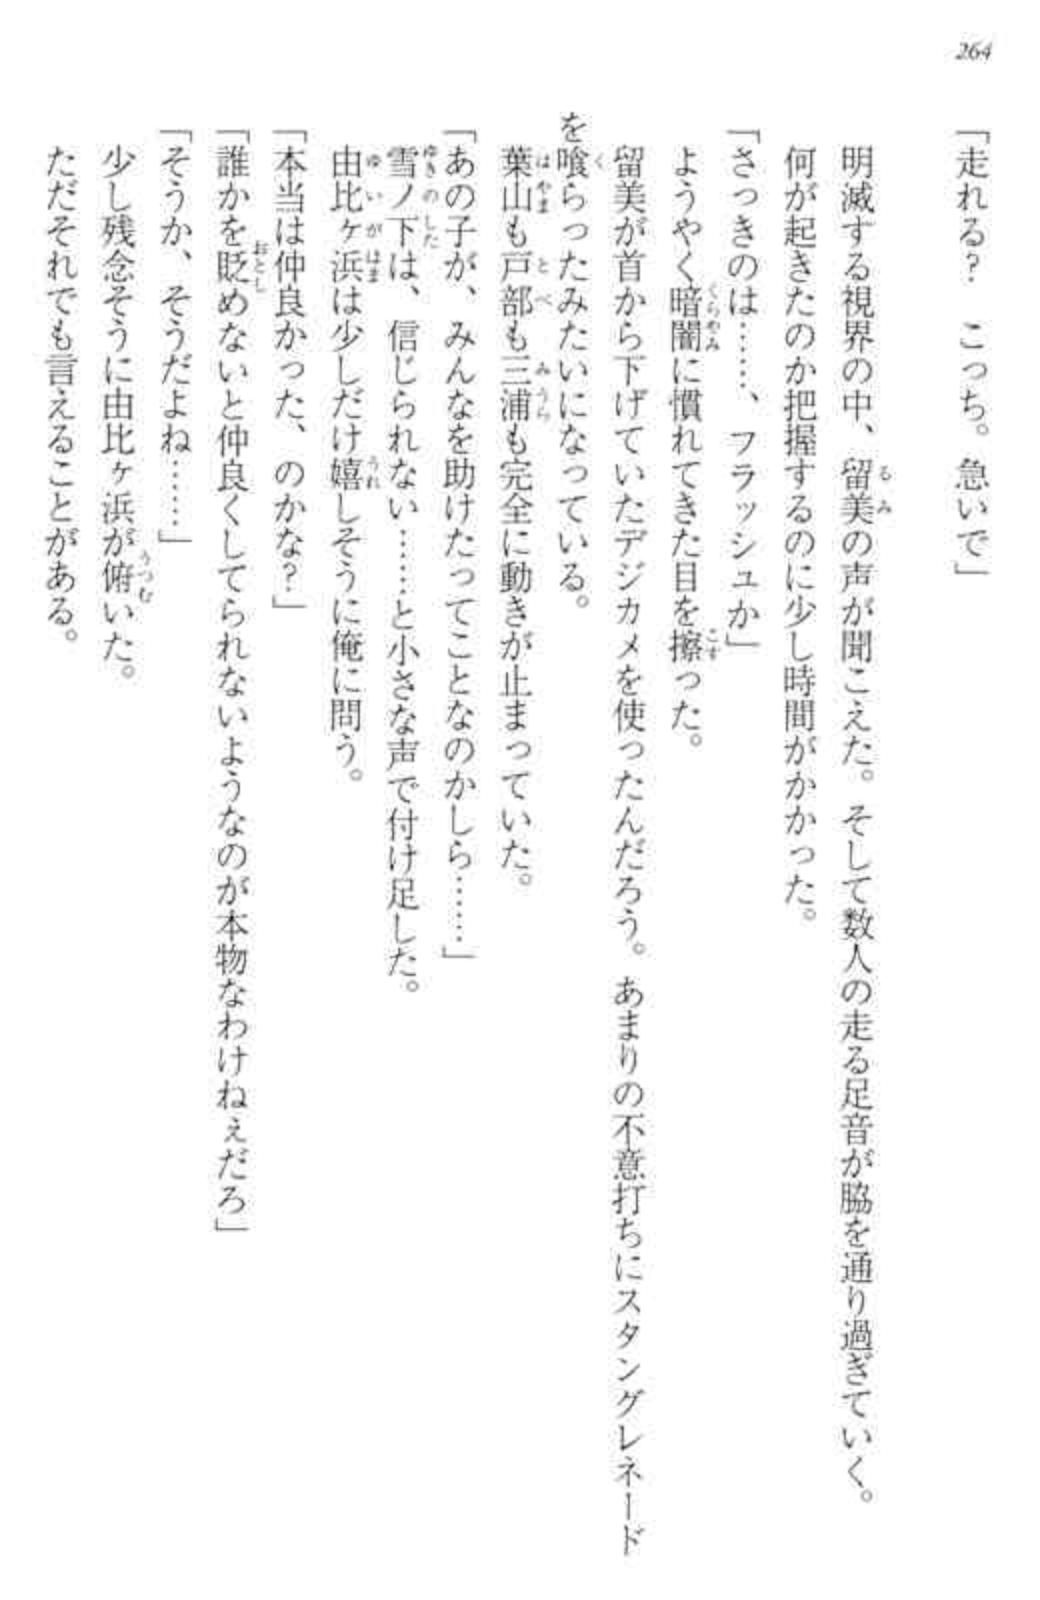 264
「走れる？　こっち。急いで」
明滅する視界の中、留美の声が聞こえた。そして数人の走る足音が脇を通り過ぎていく。
何が起きたのか把握するのに少し時間がかかった。
「さっきのは……、フラッシュか」
ようやく暗闇に慣れてきた目を擦った。
留美が首から下げていたデジカメを使ったんだろう。あまりの不意打ちにスタングレネード
を喰らったみたいになっている。
葉山も戸部も三浦も完全に動きが止まっていた。
「あの子が、みんなを助けたってことなのかしら……」
雪ノ下は、信じられない……と小さな声で付け足した。
由比ヶ浜は少しだけ嬉しそうに俺に問う。
「本当は仲良かった、のかな？」
「誰かを貶めないと仲良くしてられないようなのが本物なわけねぇだろ」
「そうか、そうだよね……」
少し残念そうに由比ヶ浜が俯いた。
ただそれでも言えることがある。